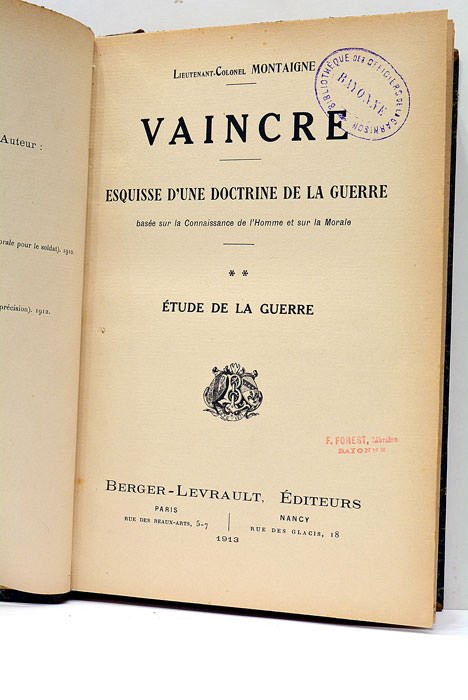 Auteur :
orale pour le soldat). 1910.
précision). 1912.
LIEUTENANT-COLONEL MONTAIGNE
BIBLIOTHÈQUE DES OFFICIERS DE LA GARNISON
BAYONNE
VAINCRE
ESQUISSE D'UNE DOCTRINE DE LA GUERRE
basée sur la Connaissance de l'Homme et sur la Morale
* *
ÉTUDE DE LA GUERRE
F. FOREST, Libraire
BAYONNE
BERGER-LEVRAULT, ÉDITEURS
PARIS
RUE DES BEAUX-ARTS, 5-7
NANCY
RUE DES GLACIS, 18
1913